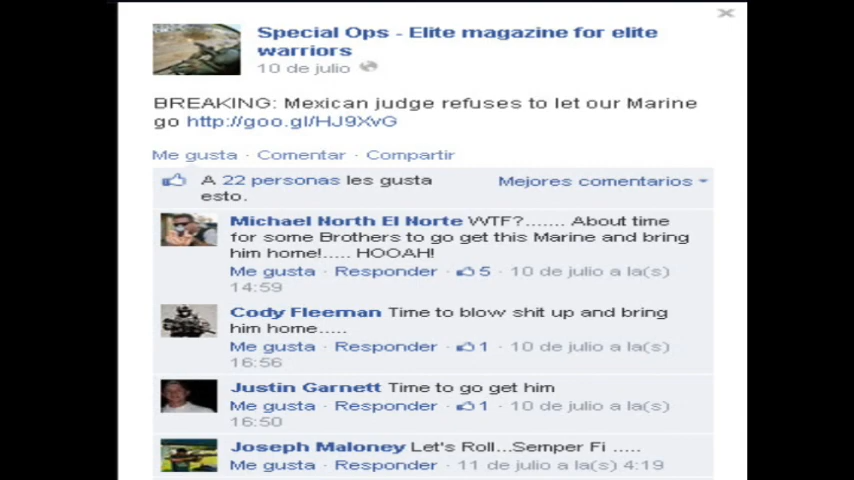 Special Ops - Elite magazine for elite
warriors
10 de julio
BREAKING: Mexican judge refuses to let our Marine
go http://goo.gl/HJ9XvG
Me gusta · Comentar · Compartir
A 22 personas les gusta
esto.
Mejores comentarios
Michael North El Norte WTF?....... About time
for some Brothers to go get this Marine and bring
him home!..... HOOAH!
Me gusta · Responder · 5 · 10 de julio a la(s)
14:59
Cody Fleeman Time to blow shit up and bring
him home.....
Me gusta · Responder · 1 · 10 de julio a la(s)
16:56
Justin Garnett Time to go get him
Me gusta · Responder · 1 · 10 de julio a la(s)
16:50
Joseph Maloney Let's Roll...Semper Fi .....
Me gusta · Responder · 11 de julio a la(s) 4:19